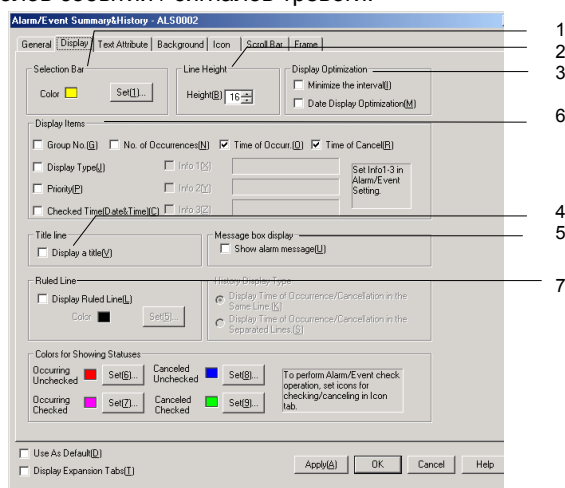 Alarm/Event Summary&History - ALS0002
General Display Text Attribute Background Icon Scroll Bar Frame
1
2
3
Selection Bar
Color Set(1)...
Line Height
Height(B) 16
Display Optimization
Minimize the interval(I)
Date Display Optimization(M)
6
Display Items
Group No.(G) No. of Occurrences(N) Time of Occurr.(O) Time of Cancel(R)
Display Type(J) Info 1(X)
Priority(P) Info 2(Y)
Checked Time(Date&Time)(C) Info 3(Z)
Set Info1-3 in
Alarm/Event
Setting.
4
5
Title line
Display a title(V)
Message box display
Show alarm message(U)
7
Ruled Line
Display Ruled Line(L)
Color Set(5)...
History Display Type
Display Time of Occurrence/Cancellation in the
Same Line.(K)
Display Time of Occurrence/Cancellation in the
Separated Lines.(S)
Colors for Showing Statuses
Occurring
Unchecked Set(6)...
Canceled
Unchecked Set(8)...
Occurring
Checked Set(7)...
Canceled
Checked Set(9)...
To perform Alarm/Event check
operation, set icons for
checking/canceling in Icon
tab.
Use As Default(D)
Display Expansion Tabs(T)
Apply(A) OK Cancel Help